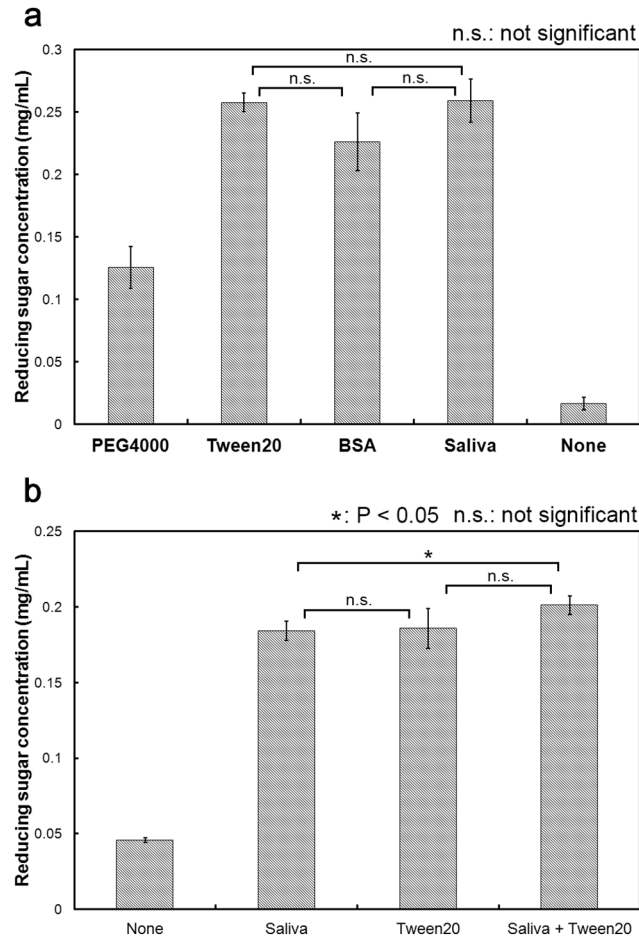 a
n.s.: not significant
Reducing sugar concentration (mg/mL)
0.3
0.25
0.2
0.15
0.1
0.05
0
n.s.
n.s.
n.s.
PEG4000 Tween20 BSA Saliva None
b
*: P < 0.05 n.s.: not significant
Reducing sugar concentration (mg/mL)
0.25
0.2
0.15
0.1
0.05
0
*
n.s.
n.s.
None Saliva Tween20 Saliva + Tween20